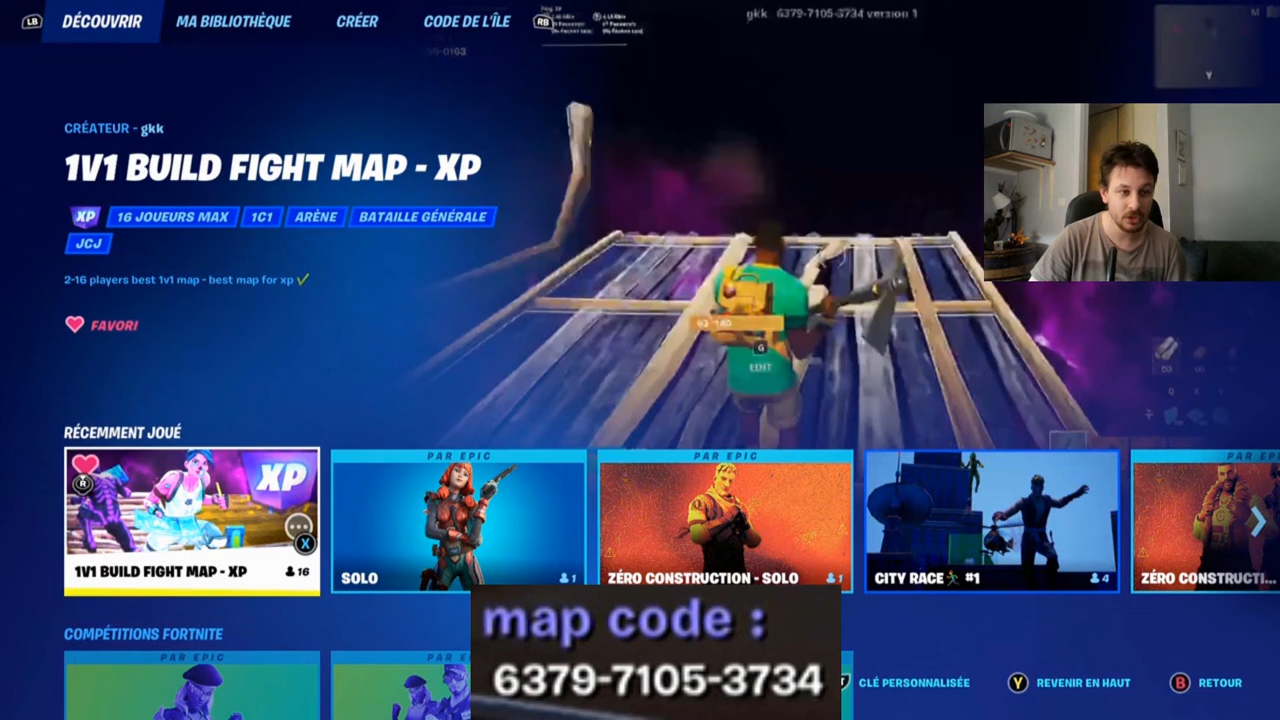 LB DÉCOUVRIR MA BIBLIOTHÈQUE CRÉER CODE DE L'ÎLE RB
gkk 6379-7105-3734 version 1
CRÉATEUR - gkk
1V1 BUILD FIGHT MAP - XP
XP 16 JOUEURS MAX 1C1 ARÈNE BATAILLE GÉNÉRALE
JCJ
2-16 players best 1v1 map - best map for xp ✓
FAVORI
G
EDIT
RÉCEMMENT JOUÉ
PAR EPIC PAR EPIC PAR EP
R XP
X
1V1 BUILD FIGHT MAP - XP 16
SOLO 1
ZÉRO CONSTRUCTION - SOLO 1
CITY RACE #1 4
ZÉRO CONSTRUCTI...
map code :
6379-7105-3734
COMPÉTITIONS FORTNITE
PAR EPIC PAR E
CLÉ PERSONNALISÉE Y REVENIR EN HAUT B RETOUR